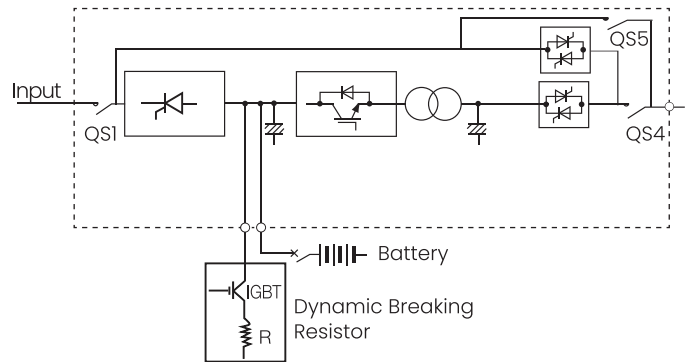 QS5
Input
QS1
QS4
Battery
IGBT
R
Dynamic Breaking
Resistor